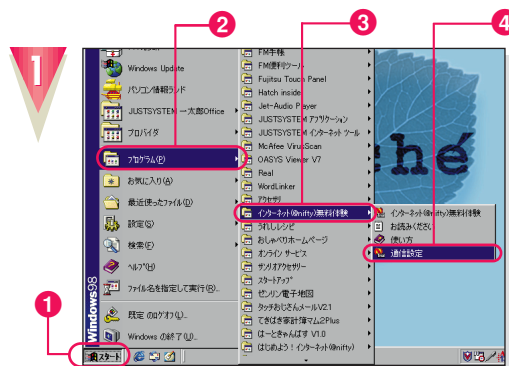 2
3
4
1
Windows Update
パソコン情報ランド
JUSTSYSTEM 一太郎Office
プロバイダ
プログラム(P)
お気に入り(A)
最近使ったファイル(D)
設定(S)
検索(F)
ヘルプ(H)
ファイル名を指定して実行(R)...
既定 のログオフ(L)...
Windows の終了(U)...
Windows98
FM手帳
FM便利ツール
Fujitsu Touch Panel
Hatch inside
Jet-Audio Player
JUSTSYSTEM アプリケーション
JUSTSYSTEM インターネット ツール
McAfee VirusScan
OASYS Viewer V7
Real
WordLinker
アクセサリ
インターネット(@nifty)無料体験
うれしレシピ
おしゃべりホームページ
オンライン サービス
サンリオアクセサリー
スタートアップ
ゼンリン電子地図
タッチおじさんメールV2.1
てきぱき家計簿マム2Plus
はーときゃんばす V1.0
はじめよう!インターネット(@nifty)
インターネット(@nifty)無料体験
お読みください
使い方
通信設定
ché
1
スタート